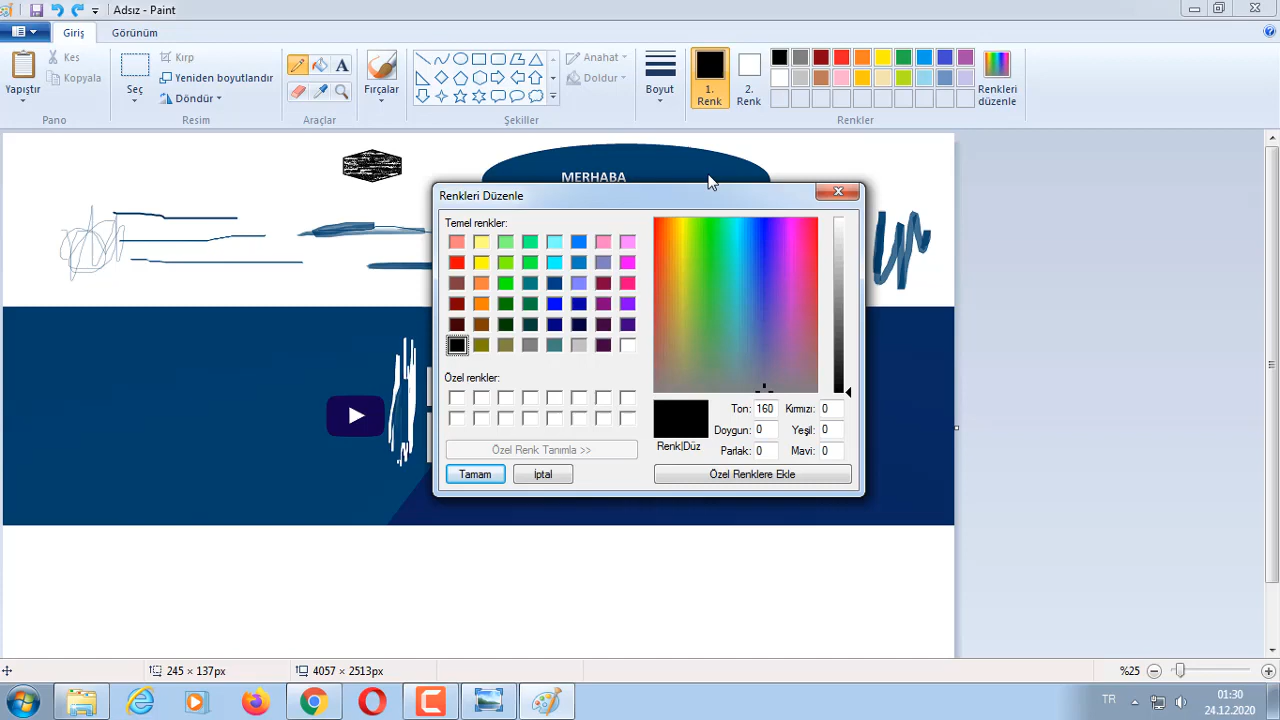 Adsız - Paint
Giriş
Görünüm
Yapıştır
Kes
Kopyala
Pano
Seç
Kırp
Yeniden boyutlandır
Döndür
Resim
A
Araçlar
Fırçalar
Anahat
Doldur
Şekiller
Boyut
1.
Renk
2.
Renk
Renkleri
düzenle
Renkler
MERHABA
Renkleri Düzenle
Temel renkler:
Özel renkler:
Özel Renk Tanımla >>
Tamam
İptal
Renk|Düz
Ton: 160
Kımızı: 0
Doygun: 0
Yeşil: 0
Parlak: 0
Mavi: 0
Özel Renklere Ekle
245 × 137px
4057 × 2513px
%25
TR
01:30
24.12.2020